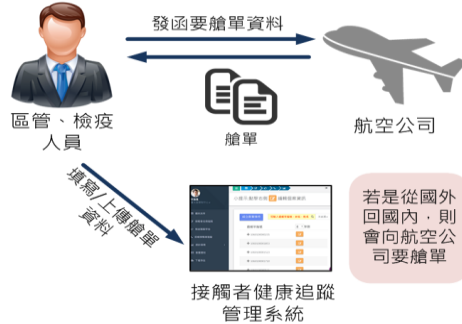 發函要艙單資料
區管、檢疫
人員
艙單
航空公司
填寫/上傳艙單
資料
若是從國外
回國內，則
會向航空公
司要艙單
接觸者健康追蹤
管理系統